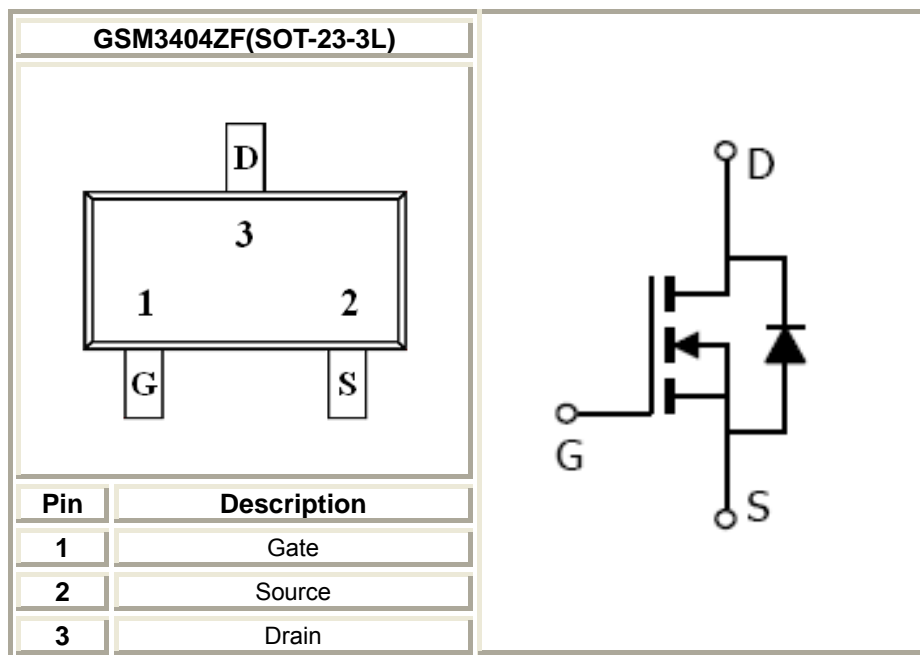 GSM3404ZF(SOT-23-3L)
D
3
1 2
G S
Pin Description
1 Gate
2 Source
3 Drain
D
G
S